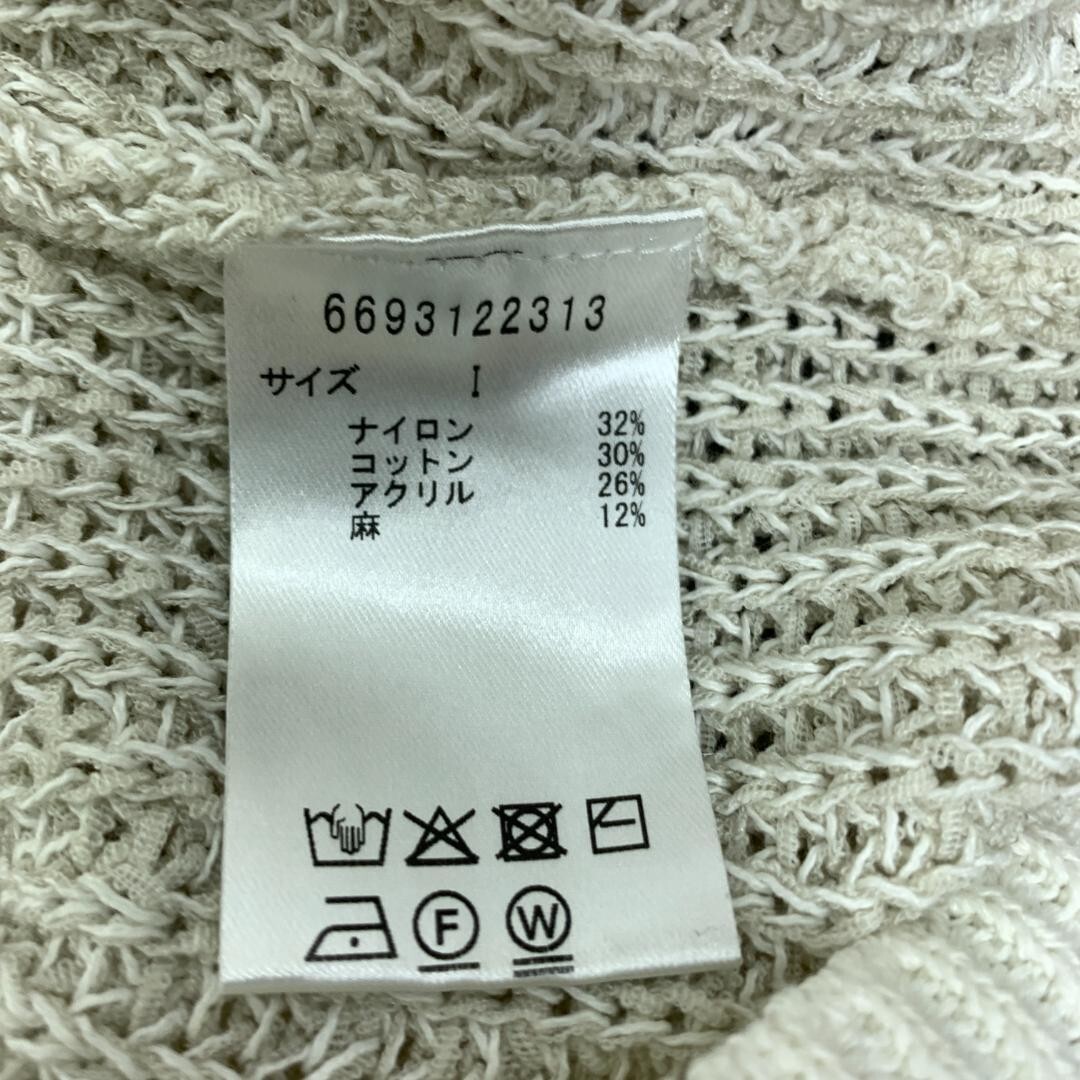 6693122313
サイズ I
ナイロン 32%
コットン 30%
アクリル 26%
麻 12%
F W